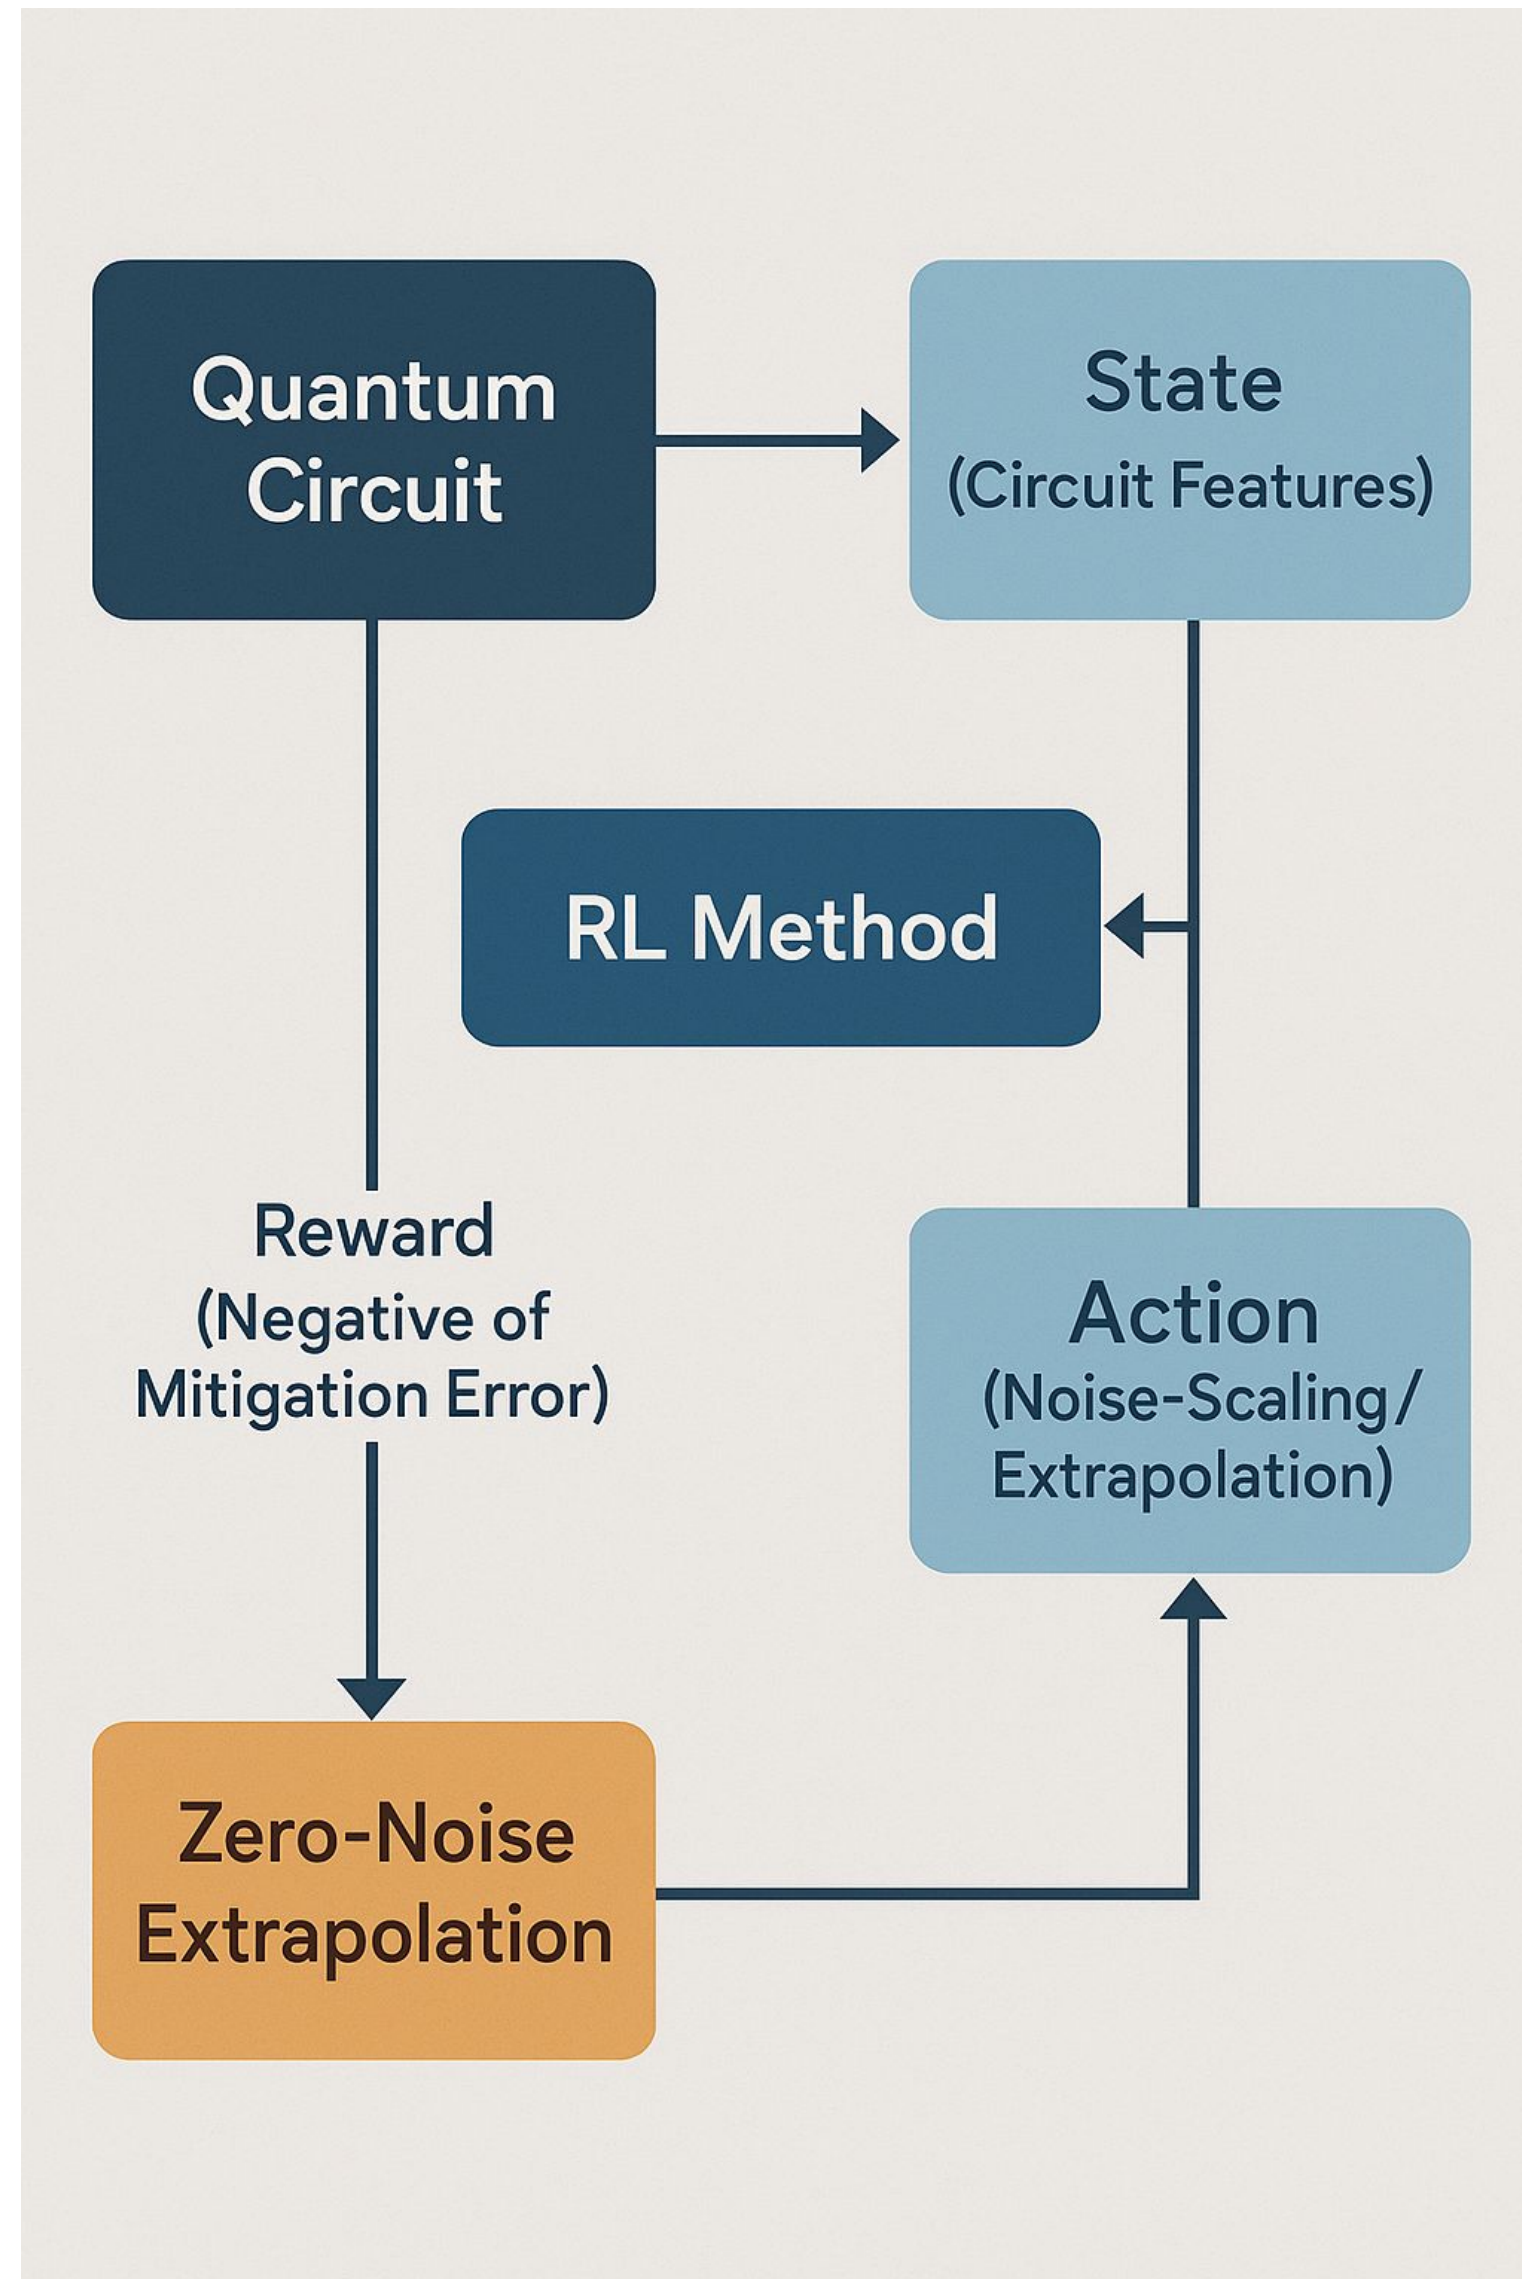 Quantum
Circuit
State
(Circuit Features)
RL Method
Reward
(Negative of
Mitigation Error)
Action
(Noise-Scaling/
Extrapolation)
Zero-Noise
Extrapolation